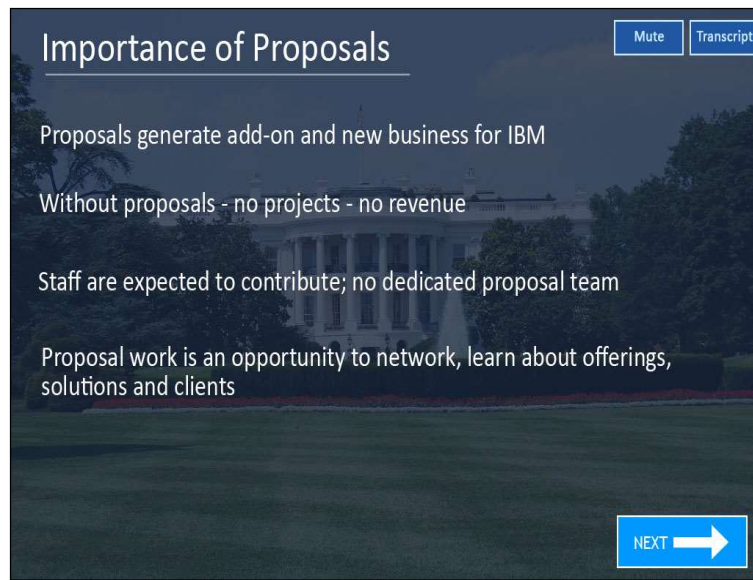 Importance of Proposals
Mute
Transcript
Proposals generate add-on and new business for IBM
Without proposals - no projects - no revenue
Staff are expected to contribute; no dedicated proposal team
Proposal work is an opportunity to network, learn about offerings,
solutions and clients
NEXT